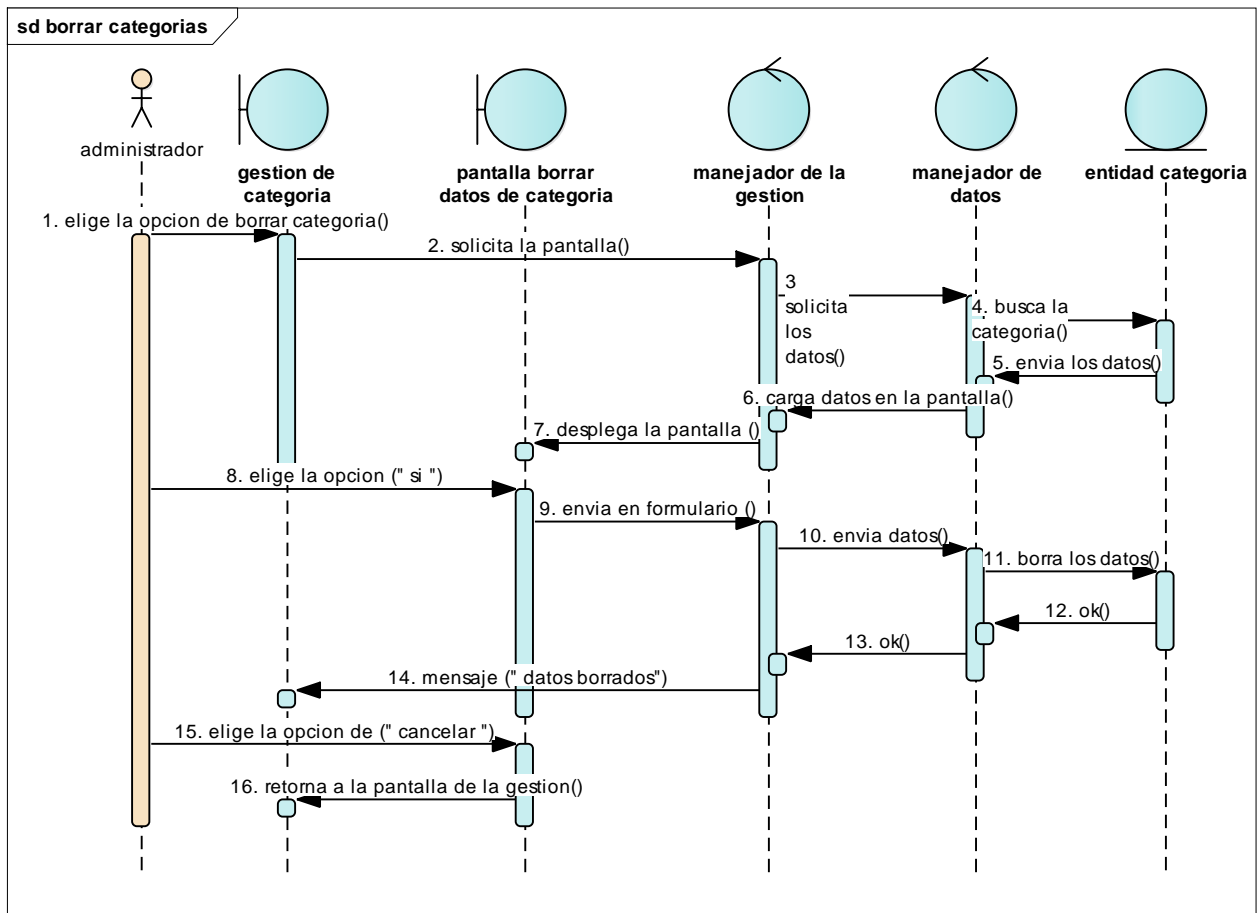 sd borrar categorias
administrador
gestion de
categoria
pantalla borrar
datos de categoria
manejador de la
gestion
manejador de
datos
entidad categoria
1. elige la opcion de borrar categoria()
2. solicita la pantalla()
3
solicita
los
datos()
4. busca la
categoria()
5. envia los datos()
6. carga datos en la pantalla()
7. desplega la pantalla ()
8. elige la opcion (" si ")
9. envia en formulario ()
10. envia datos()
11. borra los datos()
12. ok()
13. ok()
14. mensaje (" datos borrados")
15. elige la opcion de (" cancelar ")
16. retorna a la pantalla de la gestion()